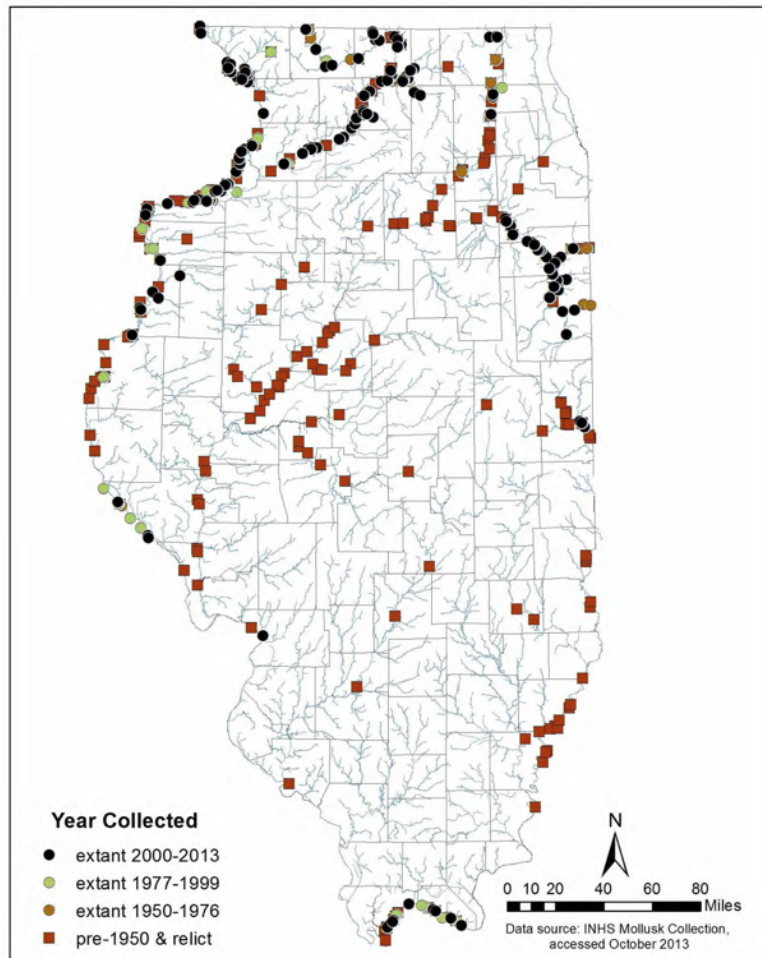 Year Collected
extant 2000-2013
extant 1977-1999
extant 1950-1976
pre-1950 & relict
N
0 10 20 40 60 80
Miles
Data source: INHS Mollusk Collection,
accessed October 2013